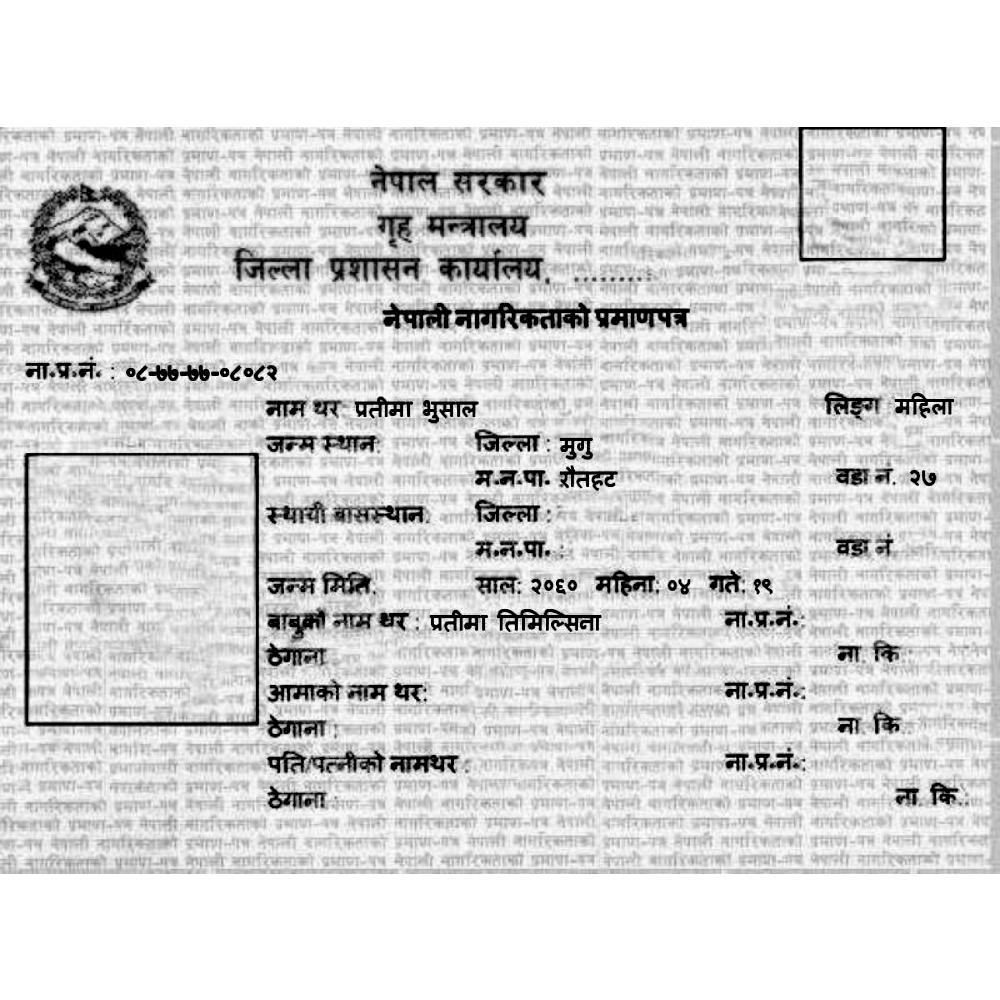 नेपाल सरकार
गृह मन्त्रालय
जिल्ला प्रशासन कार्यालय, .........
नेपाली नागरिकताको प्रमाणपत्र
ना.प्र.नं. : ०८-७७-७७-०८०८२
नाम थर: प्रतीमा भुसाल लिङ्ग महिला
जन्म स्थान: जिल्ला : मुगु
म.न.पा. रौतहट वडा नं. २७
स्थायी बासस्थान: जिल्ला :
म.न.पा. : वडा नं.
जन्म मिति: साल: २०६० महिना: ०४ गते: १९
बाबुको नाम थर : प्रतीमा तिमिल्सिना ना.प्र.नं.:
ठेगाना : ना. कि.:
आमाको नाम थर: ना.प्र.नं.:
ठेगाना : ना. कि.:
पति/पत्नीको नामथर : ना.प्र.नं.:
ठेगाना : ना. कि.: